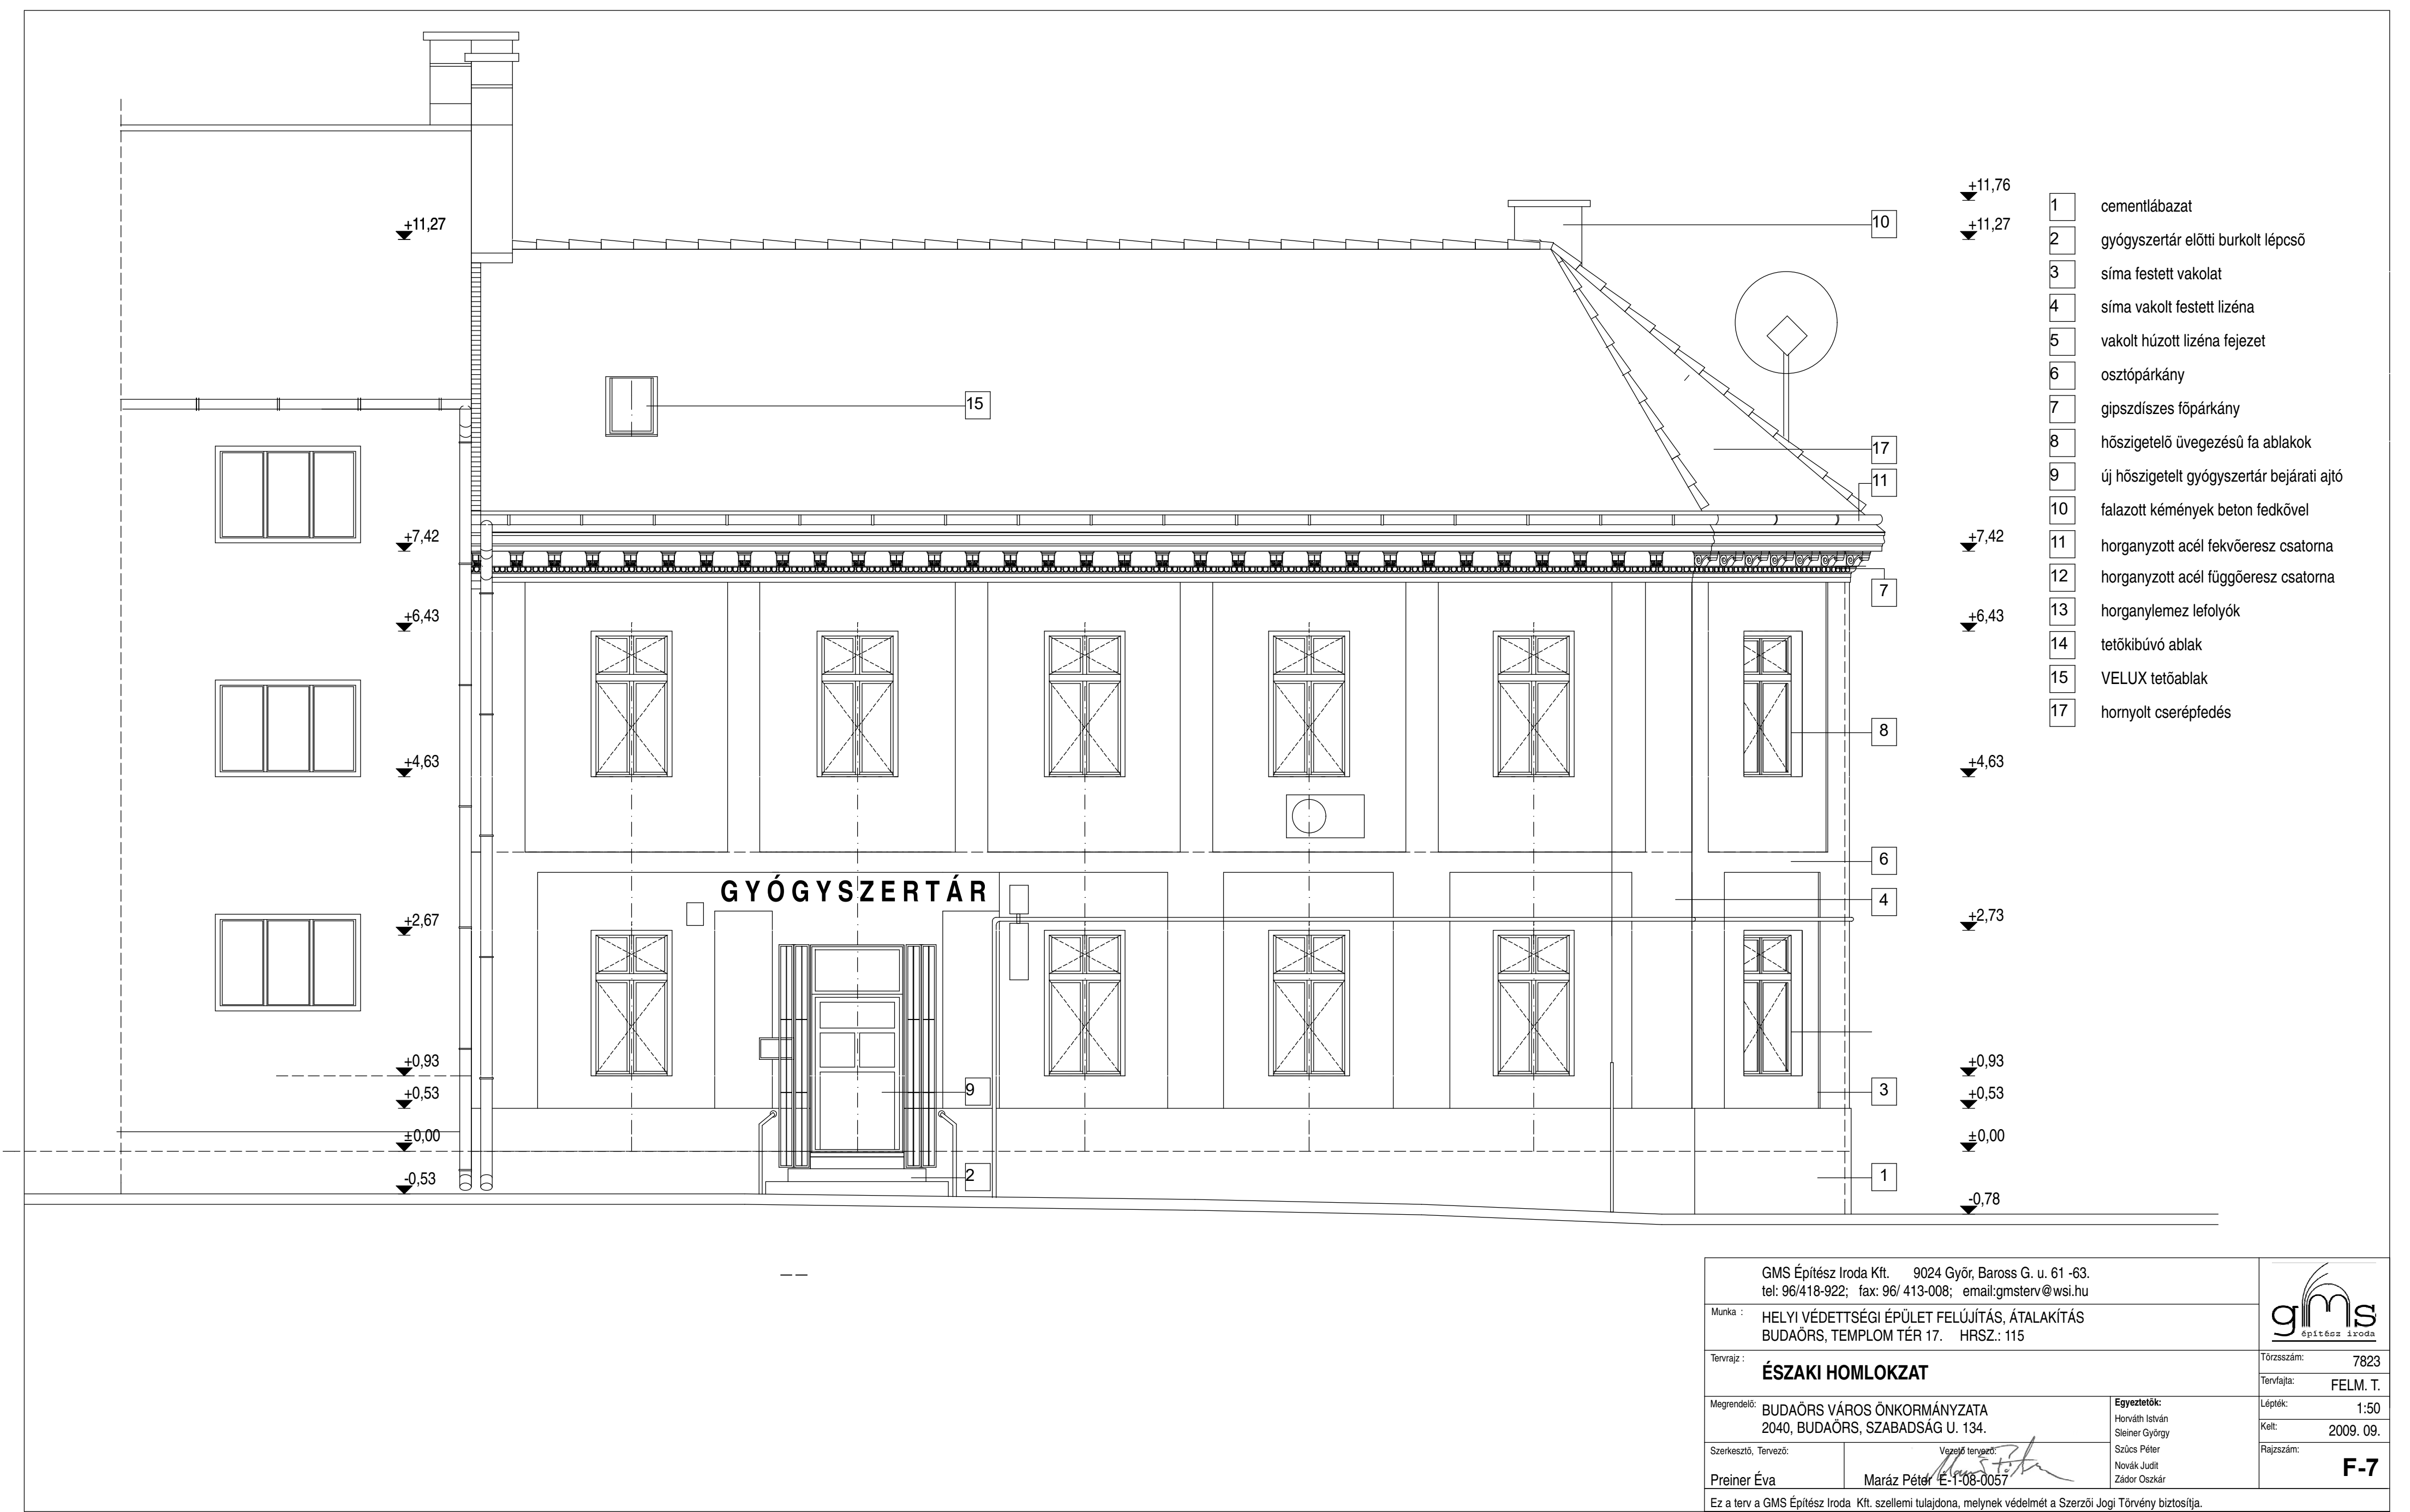 +11,27
+7,42
+6,43
+4,63
+2,67
+0,93
+0,53
±0,00
-0,53
GYÓGYSZERTÁR
15
9
2
10
17
11
7
8
6
4
3
1
+11,76
+11,27
+7,42
+6,43
+4,63
+2,73
+0,93
+0,53
±0,00
-0,78
1 cementlábazat
2 gyógyszertár elõtti burkolt lépcsõ
3 síma festett vakolat
4 síma vakolt festett lizéna
5 vakolt húzott lizéna fejezet
6 osztópárkány
7 gipszdíszes fõpárkány
8 hõszigetelõ üvegezésû fa ablakok
9 új hõszigetelt gyógyszertár bejárati ajtó
10 falazott kémények beton fedkõvel
11 horganyzott acél fekvõeresz csatorna
12 horganyzott acél függõeresz csatorna
13 horganylemez lefolyók
14 tetõkibúvó ablak
15 VELUX tetõablak
17 hornyolt cserépfedés
GMS Építész Iroda Kft. 9024 Gyõr, Baross G. u. 61 -63.
tel: 96/418-922; fax: 96/ 413-008; email:gmsterv@wsi.hu
Munka : HELYI VÉDETTSÉGI ÉPÜLET FELÚJÍTÁS, ÁTALAKÍTÁS
BUDAÖRS, TEMPLOM TÉR 17. HRSZ.: 115
Tervrajz : ÉSZAKI HOMLOKZAT
Megrendelõ: BUDAÖRS VÁROS ÖNKORMÁNYZATA
2040, BUDAÖRS, SZABADSÁG U. 134.
Szerkesztõ, Tervezõ:
Preiner Éva
Vezetõ tervezõ:
Maráz Péter É-1-08-0057
Egyeztetõk:
Horváth István
Sleiner György
Szûcs Péter
Novák Judit
Zádor Oszkár
gms
építész iroda
Törzsszám: 7823
Tervfajta: FELM. T.
Lépték: 1:50
Kelt: 2009. 09.
Rajzszám: F-7
Ez a terv a GMS Építész Iroda Kft. szellemi tulajdona, melynek védelmét a Szerzõi Jogi Törvény biztosítja.